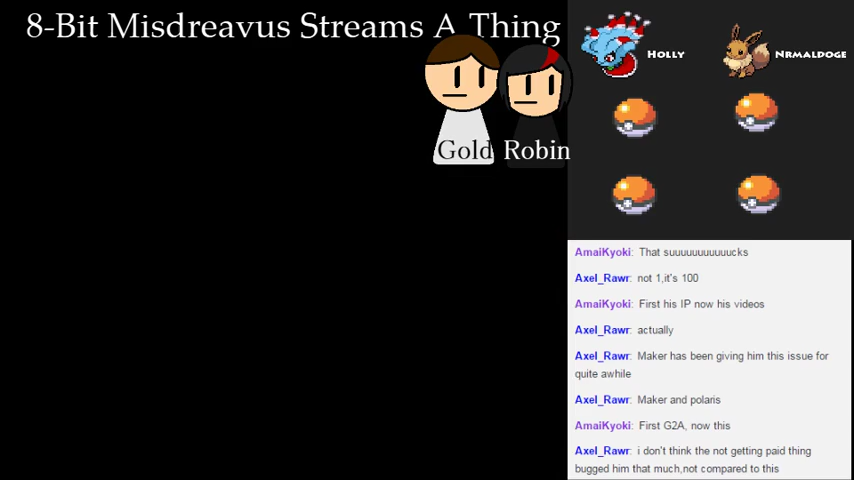 8-Bit Misdreavus Streams A Thing
Gold Robin
Holly
Nrmaldoge
AmaiKyoki: That suuuuuuuuuuucks
Axel_Rawr: not 1,it's 100
AmaiKyoki: First his IP now his videos
Axel_Rawr: actually
Axel_Rawr: Maker has been giving him this issue for
quite awhile
Axel_Rawr: Maker and polaris
AmaiKyoki: First G2A, now this
Axel_Rawr: i don't think the not getting paid thing
bugged him that much,not compared to this